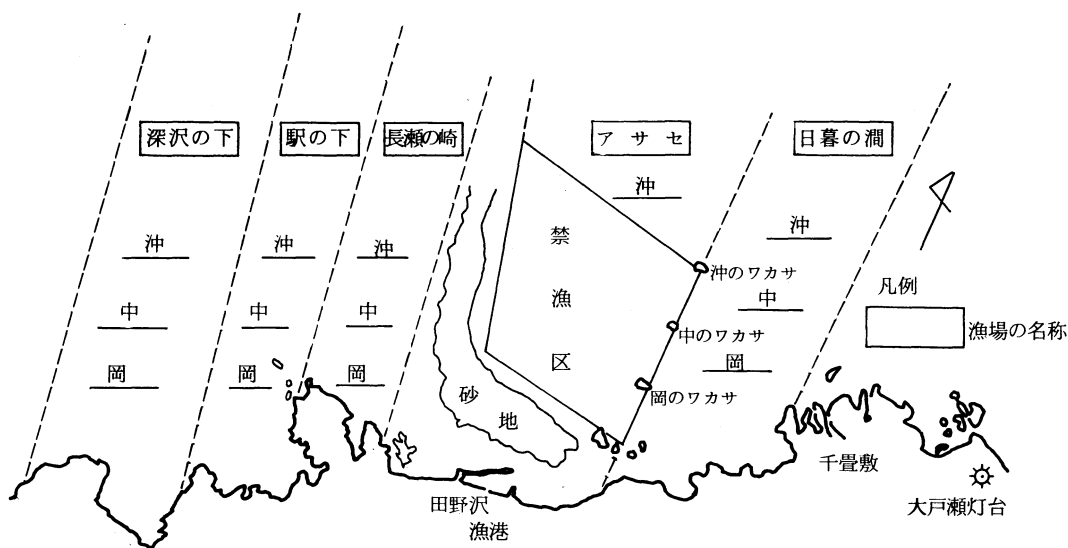 深沢の下
駅の下
長瀬の崎
アサセ
日暮の澗
沖
沖
沖
沖
沖
中
中
中
中
岡
岡
岡
岡
禁漁区
沖のワカサ
中のワカサ
岡のワカサ
砂地
凡例
漁場の名称
千畳敷
田野沢
漁港
大戸瀬灯台